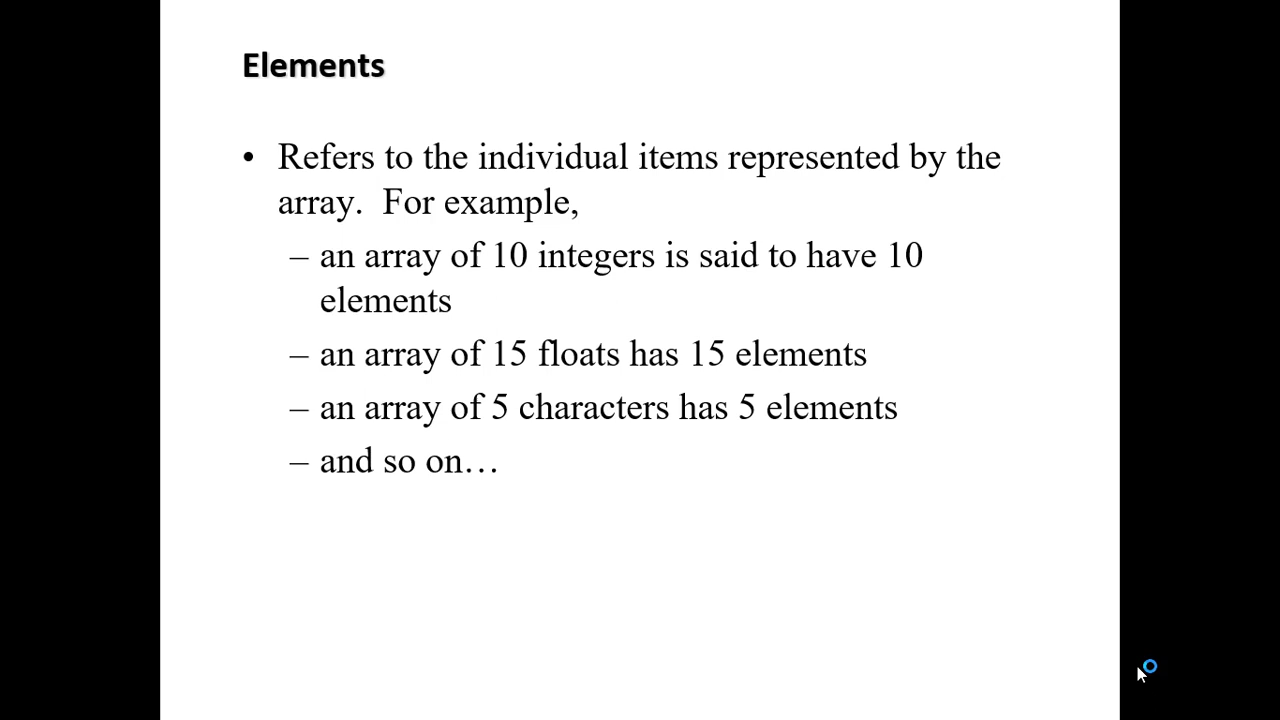 Elements
• Refers to the individual items represented by the
array.  For example,
– an array of 10 integers is said to have 10
elements
– an array of 15 floats has 15 elements
– an array of 5 characters has 5 elements
– and so on…